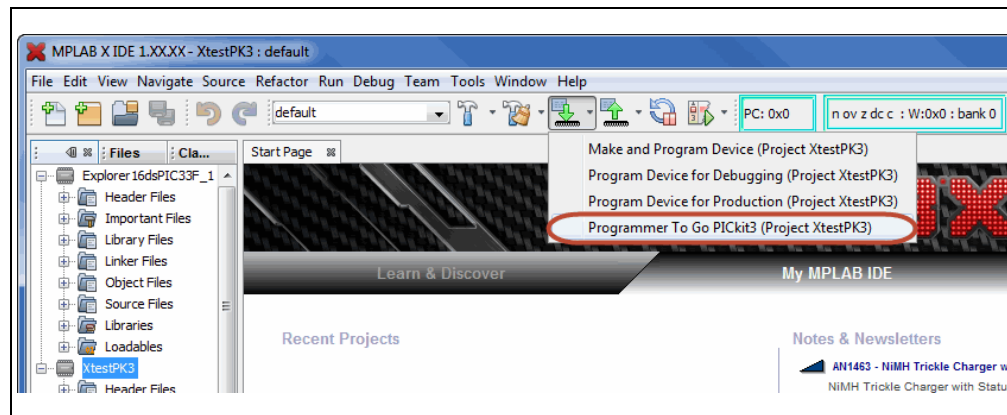 MPLAB X IDE 1.XX.XX - XtestPK3 : default
File Edit View Navigate Source Refactor Run Debug Team Tools Window Help
default
PC: 0x0
n ov z dc c : W:0x0 : bank 0
Files
Cla...
Start Page
Make and Program Device (Project XtestPK3)
Program Device for Debugging (Project XtestPK3)
Program Device for Production (Project XtestPK3)
Programmer To Go PICkit3 (Project XtestPK3)
Explorer16dsPIC33F_1
Header Files
Important Files
Library Files
Linker Files
Object Files
Source Files
Libraries
Loadables
XtestPK3
Header Files
X
Learn & Discover
My MPLAB IDE
Recent Projects
Notes & Newsletters
AN1463 - NiMH Trickle Charger w
NiMH Trickle Charger with Statu